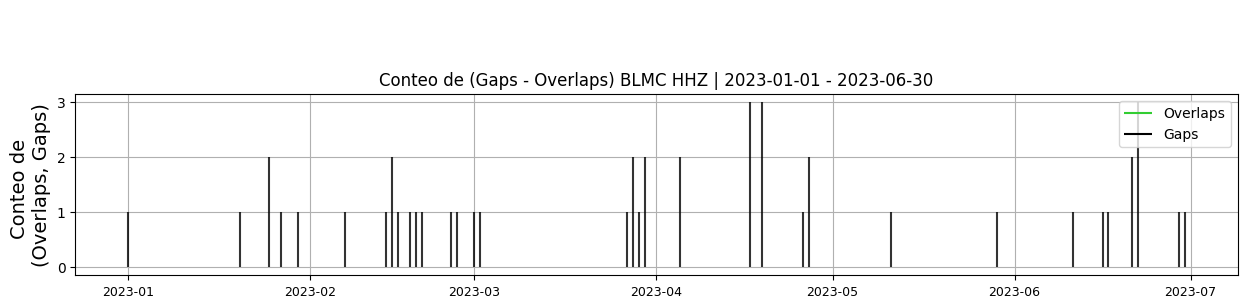 Conteo de (Gaps - Overlaps) BLMC HHZ | 2023-01-01 - 2023-06-30
Conteo de
(Overlaps, Gaps)
3
2
1
0
Overlaps
Gaps
2023-01
2023-02
2023-03
2023-04
2023-05
2023-06
2023-07